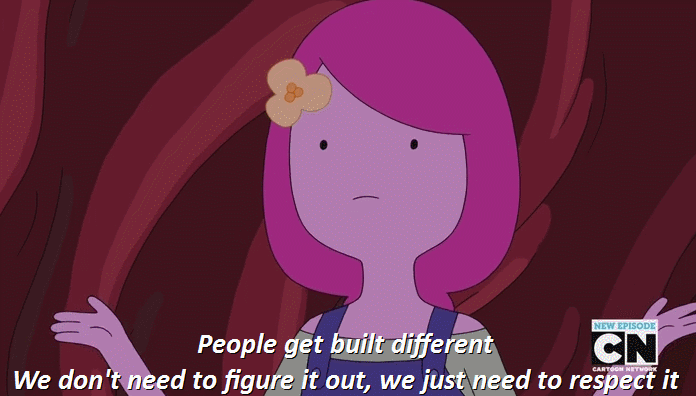 NEW EPISODE
CN
CARTOON NETWORK
People get built different
We don't need to figure it out, we just need to respect it